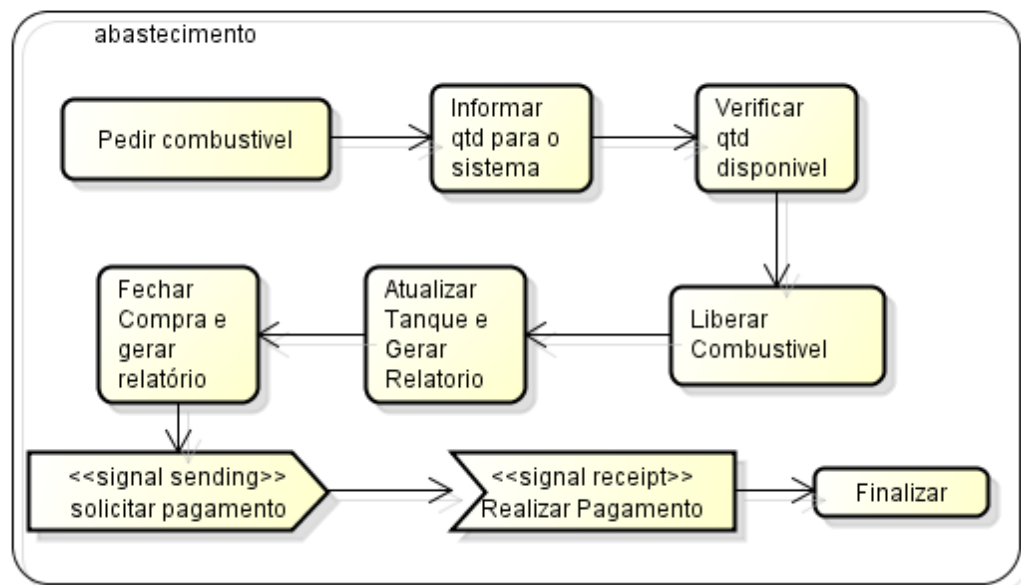 abastecimento
Pedir combustivel
Informar
qtd para o
sistema
Verificar
qtd
disponivel
Liberar
Combustivel
Atualizar
Tanque e
Gerar
Relatorio
Fechar
Compra e
gerar
relatório
<<signal sending>>
solicitar pagamento
<<signal receipt>>
Realizar Pagamento
Finalizar